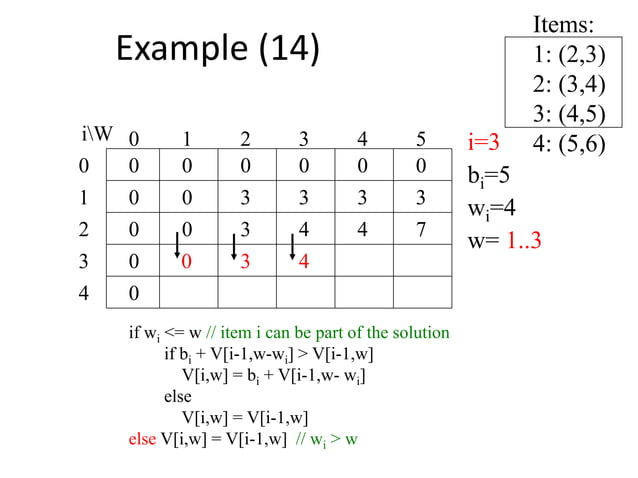 Example (14)
Items:
1: (2,3)
2: (3,4)
3: (4,5)
4: (5,6)
i\W 0 1 2 3 4 5
0 0 0 0 0 0 0
1 0 0 3 3 3 3
2 0 0 3 4 4 7
3 0 0 3 4
4 0
i=3
bi=5
wi=4
w= 1..3
if wi <= w // item i can be part of the solution
if bi + V[i-1,w-wi] > V[i-1,w]
V[i,w] = bi + V[i-1,w- wi]
else
V[i,w] = V[i-1,w]
else V[i,w] = V[i-1,w] // wi > w